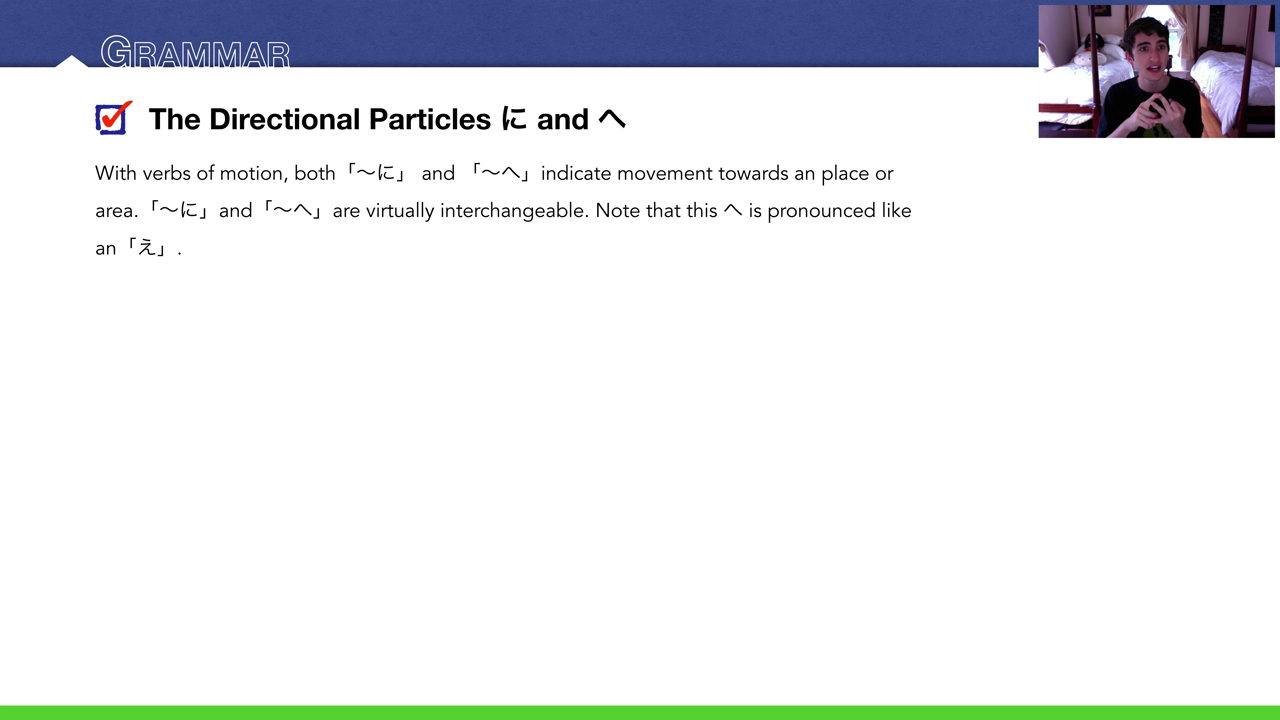 GRAMMAR
The Directional Particles に and へ
With verbs of motion, both「〜に」 and 「〜へ」indicate movement towards an place or
area.「〜に」and「〜へ」are virtually interchangeable. Note that this へ is pronounced like
an「え」.